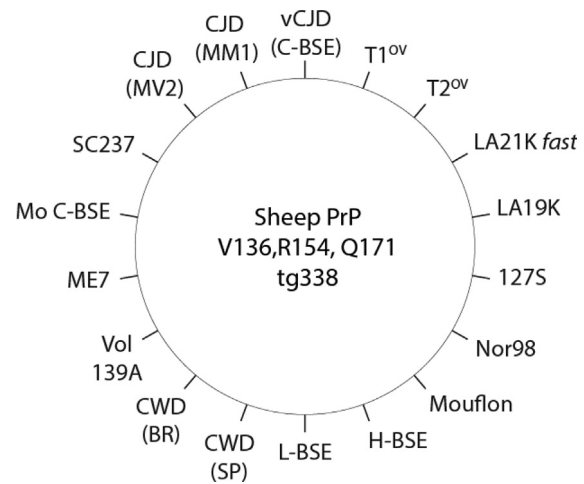 vCJD
(C-BSE)
T1ᵒᵛ
T2ᵒᵛ
LA21K fast
LA19K
127S
Nor98
Mouflon
H-BSE
L-BSE
CWD
(SP)
CWD
(BR)
Vol
139A
ME7
Mo C-BSE
SC237
CJD
(MV2)
CJD
(MM1)
Sheep PrP
V136,R154, Q171
tg338